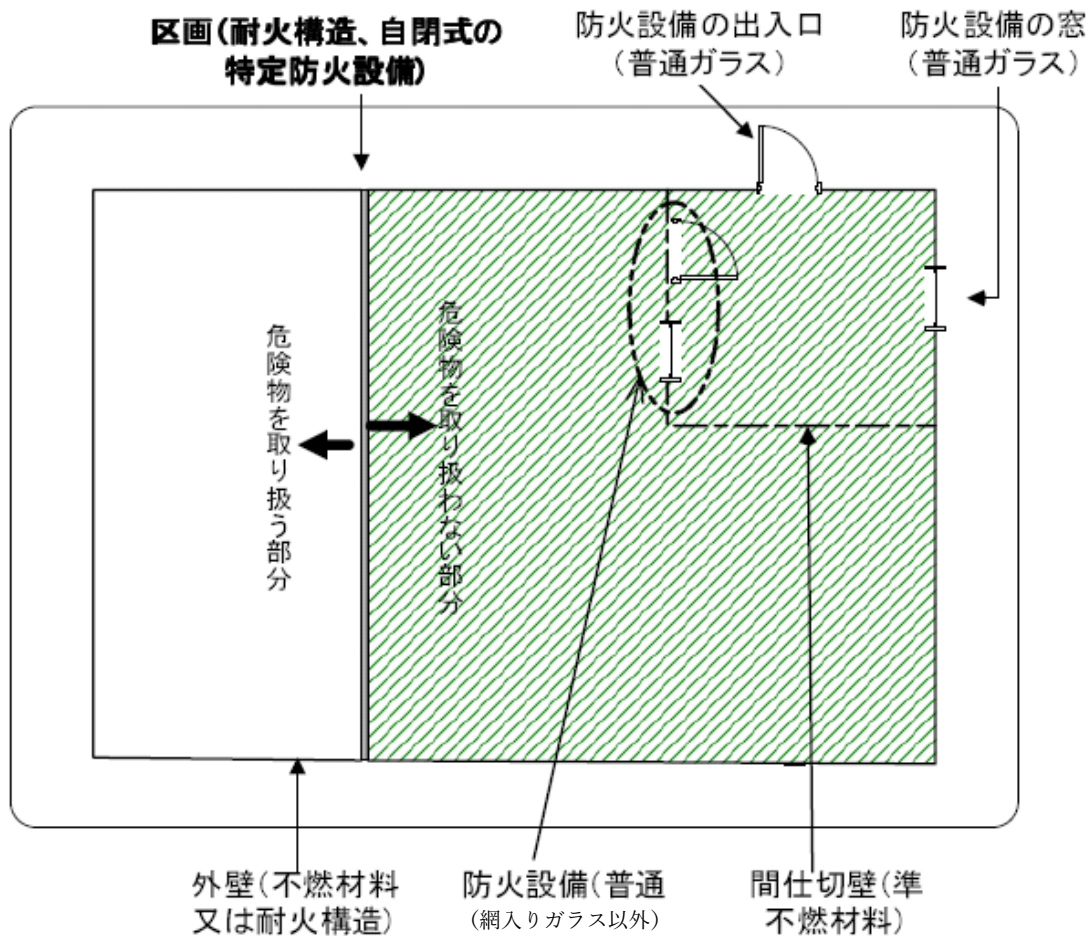 区画(耐火構造、自閉式の
特定防火設備)
防火設備の出入口
(普通ガラス)
防火設備の窓
(普通ガラス)
危険物を取り扱う部分
危険物を取り扱わない部分
外壁(不燃材料
又は耐火構造)
防火設備(普通
(網入りガラス以外)
間仕切壁(準
不燃材料)